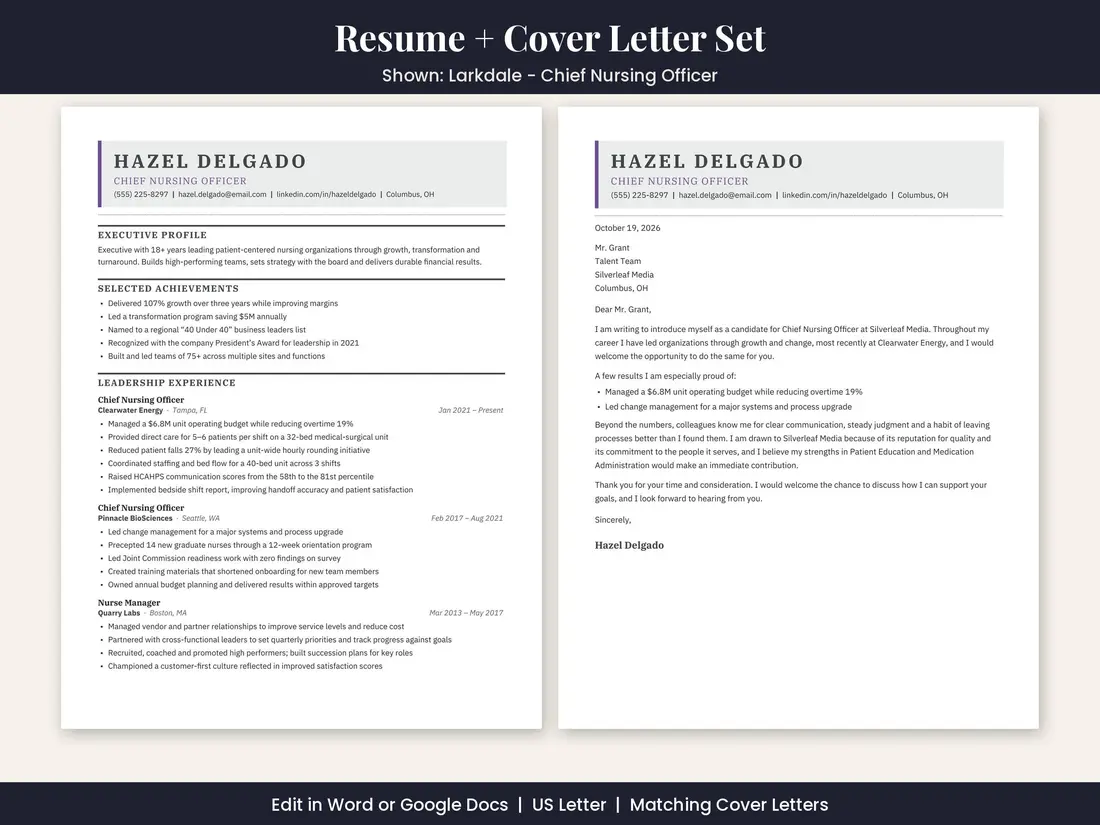 Resume + Cover Letter Set
Shown: Larkdale - Chief Nursing Officer
HAZEL DELGADO
CHIEF NURSING OFFICER
(555) 225-8297 | hazel.delgado@email.com | linkedin.com/in/hazeldelgado | Columbus, OH
EXECUTIVE PROFILE
Executive with 18+ years leading patient-centered nursing organizations through growth, transformation and
turnaround. Builds high-performing teams, sets strategy with the board and delivers durable financial results.
SELECTED ACHIEVEMENTS
• Delivered 107% growth over three years while improving margins
• Led a transformation program saving $5M annually
• Named to a regional “40 Under 40” business leaders list
• Recognized with the company President’s Award for leadership in 2021
• Built and led teams of 75+ across multiple sites and functions
LEADERSHIP EXPERIENCE
Chief Nursing Officer
Clearwater Energy · Tampa, FL Jan 2021 – Present
• Managed a $6.8M unit operating budget while reducing overtime 19%
• Provided direct care for 5–6 patients per shift on a 32-bed medical-surgical unit
• Reduced patient falls 27% by leading a unit-wide hourly rounding initiative
• Coordinated staffing and bed flow for a 40-bed unit across 3 shifts
• Raised HCAHPS communication scores from the 58th to the 81st percentile
• Implemented bedside shift report, improving handoff accuracy and patient satisfaction
Chief Nursing Officer
Pinnacle BioSciences · Seattle, WA Feb 2017 – Aug 2021
• Led change management for a major systems and process upgrade
• Precepted 14 new graduate nurses through a 12-week orientation program
• Led Joint Commission readiness work with zero findings on survey
• Created training materials that shortened onboarding for new team members
• Owned annual budget planning and delivered results within approved targets
Nurse Manager
Quarry Labs · Boston, MA Mar 2013 – May 2017
• Managed vendor and partner relationships to improve service levels and reduce cost
• Partnered with cross-functional leaders to set quarterly priorities and track progress against goals
• Recruited, coached and promoted high performers; built succession plans for key roles
• Championed a customer-first culture reflected in improved satisfaction scores
HAZEL DELGADO
CHIEF NURSING OFFICER
(555) 225-8297 | hazel.delgado@email.com | linkedin.com/in/hazeldelgado | Columbus, OH
October 19, 2026
Mr. Grant
Talent Team
Silverleaf Media
Columbus, OH
Dear Mr. Grant,
I am writing to introduce myself as a candidate for Chief Nursing Officer at Silverleaf Media. Throughout my
career I have led organizations through growth and change, most recently at Clearwater Energy, and I would
welcome the opportunity to do the same for you.
A few results I am especially proud of:
• Managed a $6.8M unit operating budget while reducing overtime 19%
• Led change management for a major systems and process upgrade
Beyond the numbers, colleagues know me for clear communication, steady judgment and a habit of leaving
processes better than I found them. I am drawn to Silverleaf Media because of its reputation for quality and
its commitment to the people it serves, and I believe my strengths in Patient Education and Medication
Administration would make an immediate contribution.
Thank you for your time and consideration. I would welcome the chance to discuss how I can support your
goals, and I look forward to hearing from you.
Sincerely,
Hazel Delgado
Edit in Word or Google Docs | US Letter | Matching Cover Letters